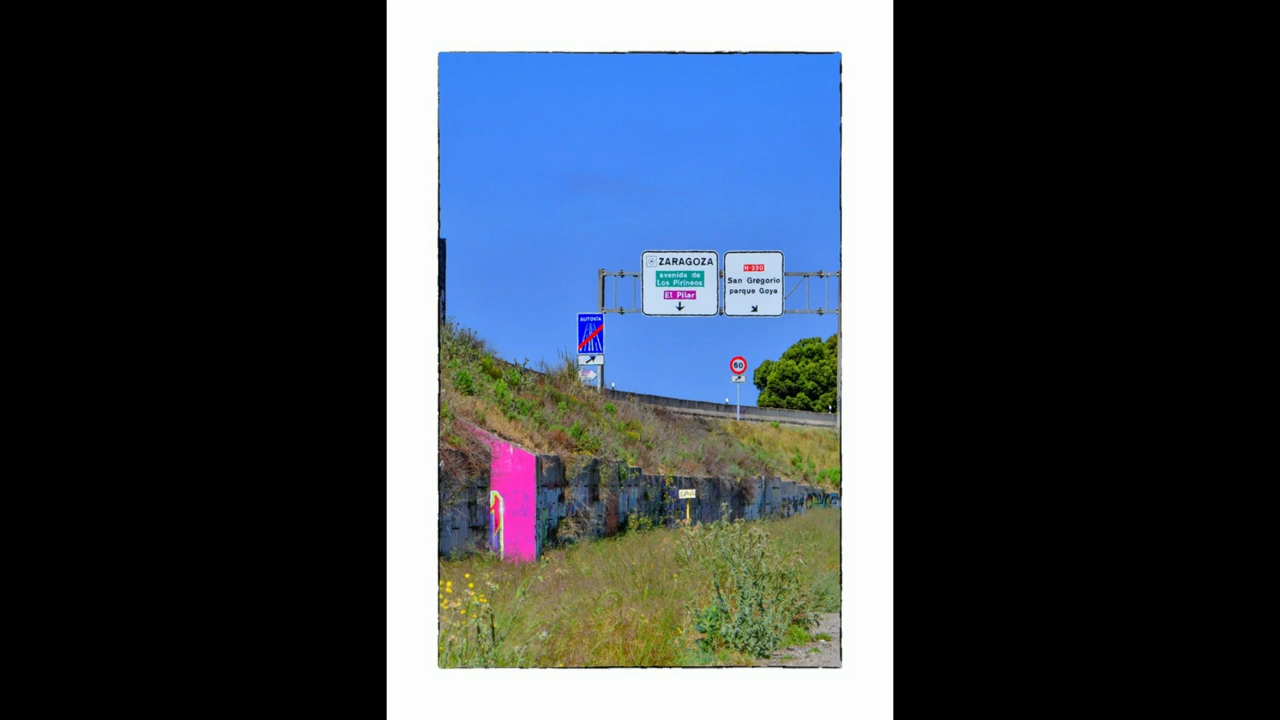 ZARAGOZA
avenida de
Los Pirineos
El Pilar
N-330
San Gregorio
parque Goya
AUTOVÍA
60